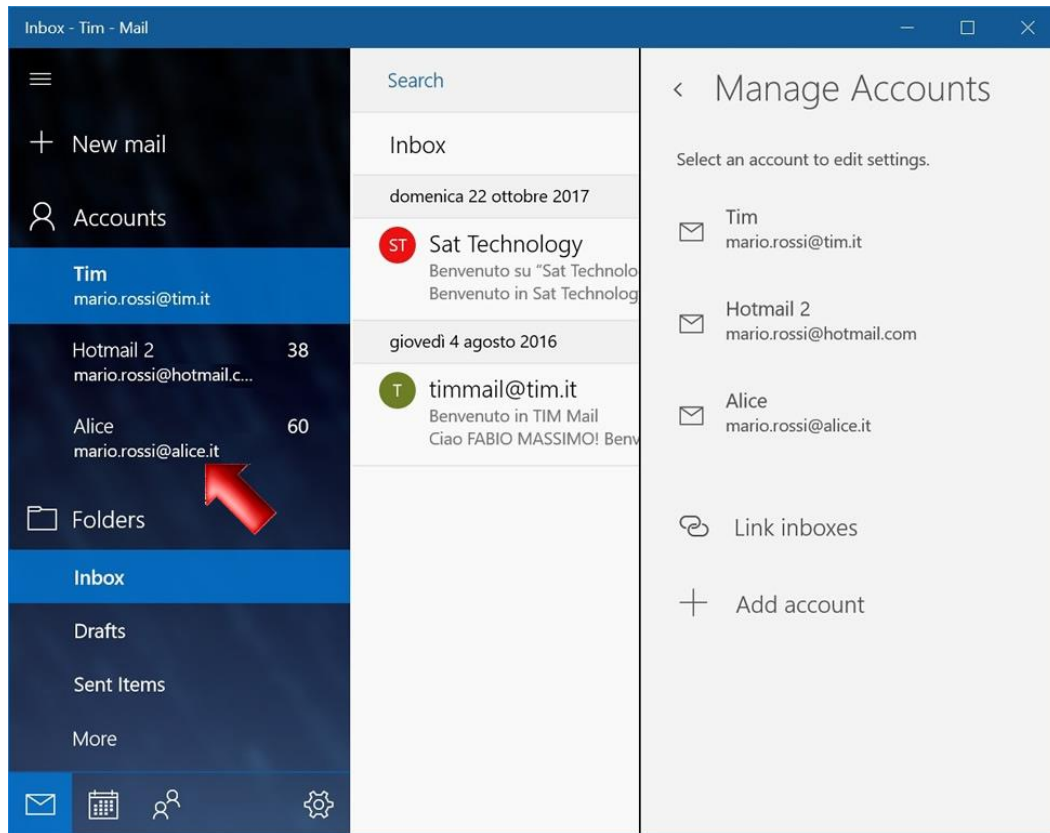 Inbox - Tim - Mail
New mail
Accounts
Tim
mario.rossi@tim.it
Hotmail 2 38
mario.rossi@hotmail.c...
Alice 60
mario.rossi@alice.it
Folders
Inbox
Drafts
Sent Items
More
Search
Inbox
domenica 22 ottobre 2017
ST Sat Technology
Benvenuto su "Sat Technolo
Benvenuto in Sat Technolog
giovedì 4 agosto 2016
T timmail@tim.it
Benvenuto in TIM Mail
Ciao FABIO MASSIMO! Benv
Manage Accounts
Select an account to edit settings.
Tim
mario.rossi@tim.it
Hotmail 2
mario.rossi@hotmail.com
Alice
mario.rossi@alice.it
Link inboxes
Add account